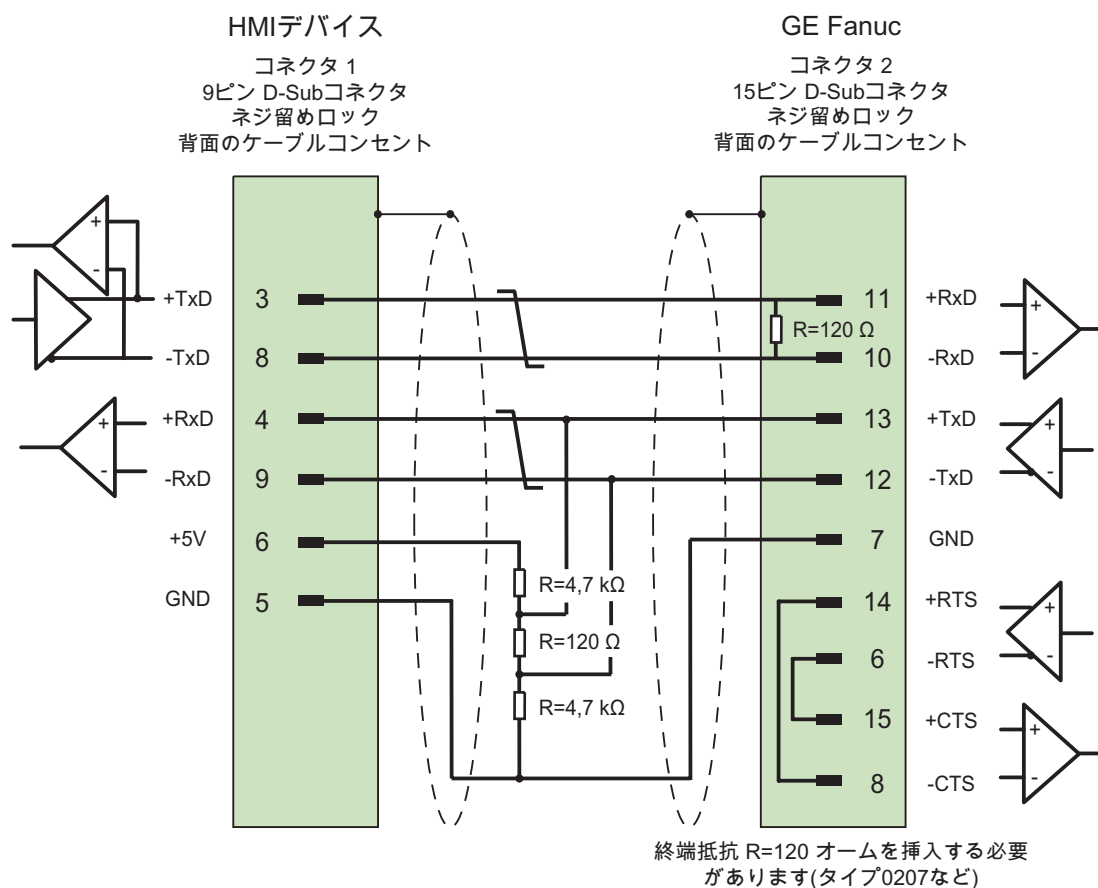 HMIデバイス
コネクタ 1
9ピン D-Subコネクタ
ネジ留めロック
背面のケーブルコンセント
GE Fanuc
コネクタ 2
15ピン D-Subコネクタ
ネジ留めロック
背面のケーブルコンセント
+
-
+TxD 3
-TxD 8
+
-
+RxD 4
-RxD 9
+5V 6
GND 5
R=120 Ω
R=4,7 kΩ
R=120 Ω
R=4,7 kΩ
11 +RxD
10 -RxD
+
-
13 +TxD
12 -TxD
+
-
7 GND
14 +RTS
6 -RTS
+
-
15 +CTS
8 -CTS
+
-
終端抵抗 R=120 オームを挿入する必要
があります(タイプ0207など)